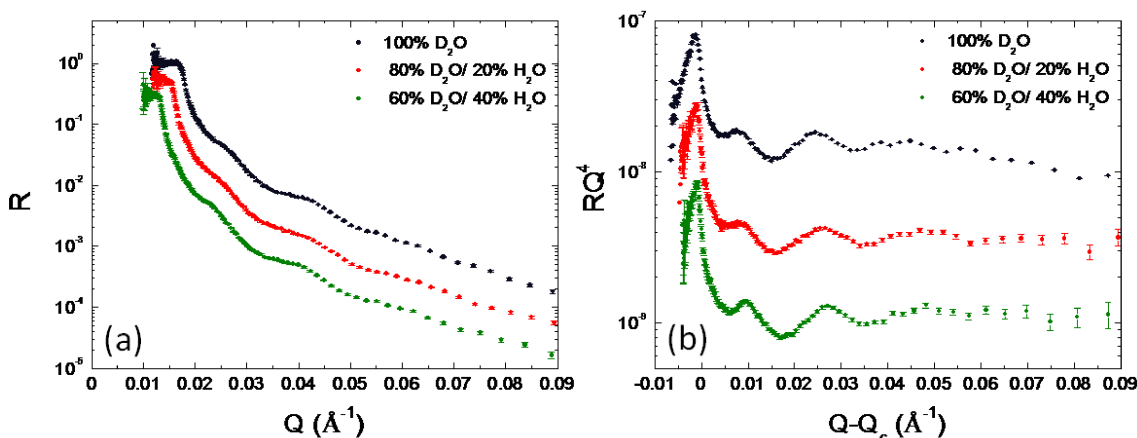 100% D₂O
80% D₂O/ 20% H₂O
60% D₂O/ 40% H₂O
10⁰
10⁻¹
10⁻²
10⁻³
10⁻⁴
10⁻⁵
R
(a)
0 0.01 0.02 0.03 0.04 0.05 0.06 0.07 0.08 0.09
Q (Å⁻¹)
100% D₂O
80% D₂O/ 20% H₂O
60% D₂O/ 40% H₂O
10⁻⁷
10⁻⁸
10⁻⁹
RQ⁴
(b)
-0.01 0 0.01 0.02 0.03 0.04 0.05 0.06 0.07 0.08 0.09
Q-Q꜀ (Å⁻¹)